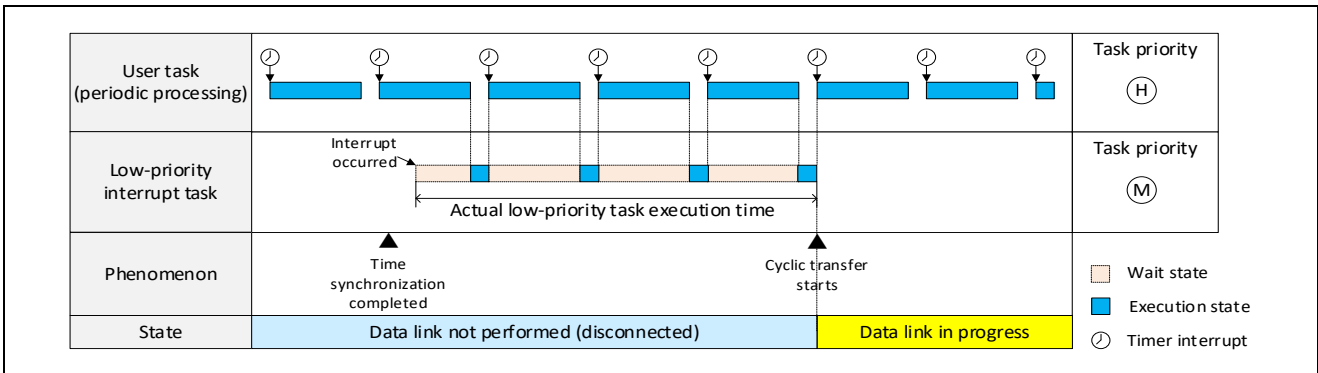 User task
(periodic processing)
Task priority
H
Low-priority
interrupt task
Interrupt
occurred
Actual low-priority task execution time
Task priority
M
Phenomenon
Time
synchronization
completed
Cyclic transfer
starts
State
Data link not performed (disconnected)
Data link in progress
Wait state
Execution state
Timer interrupt